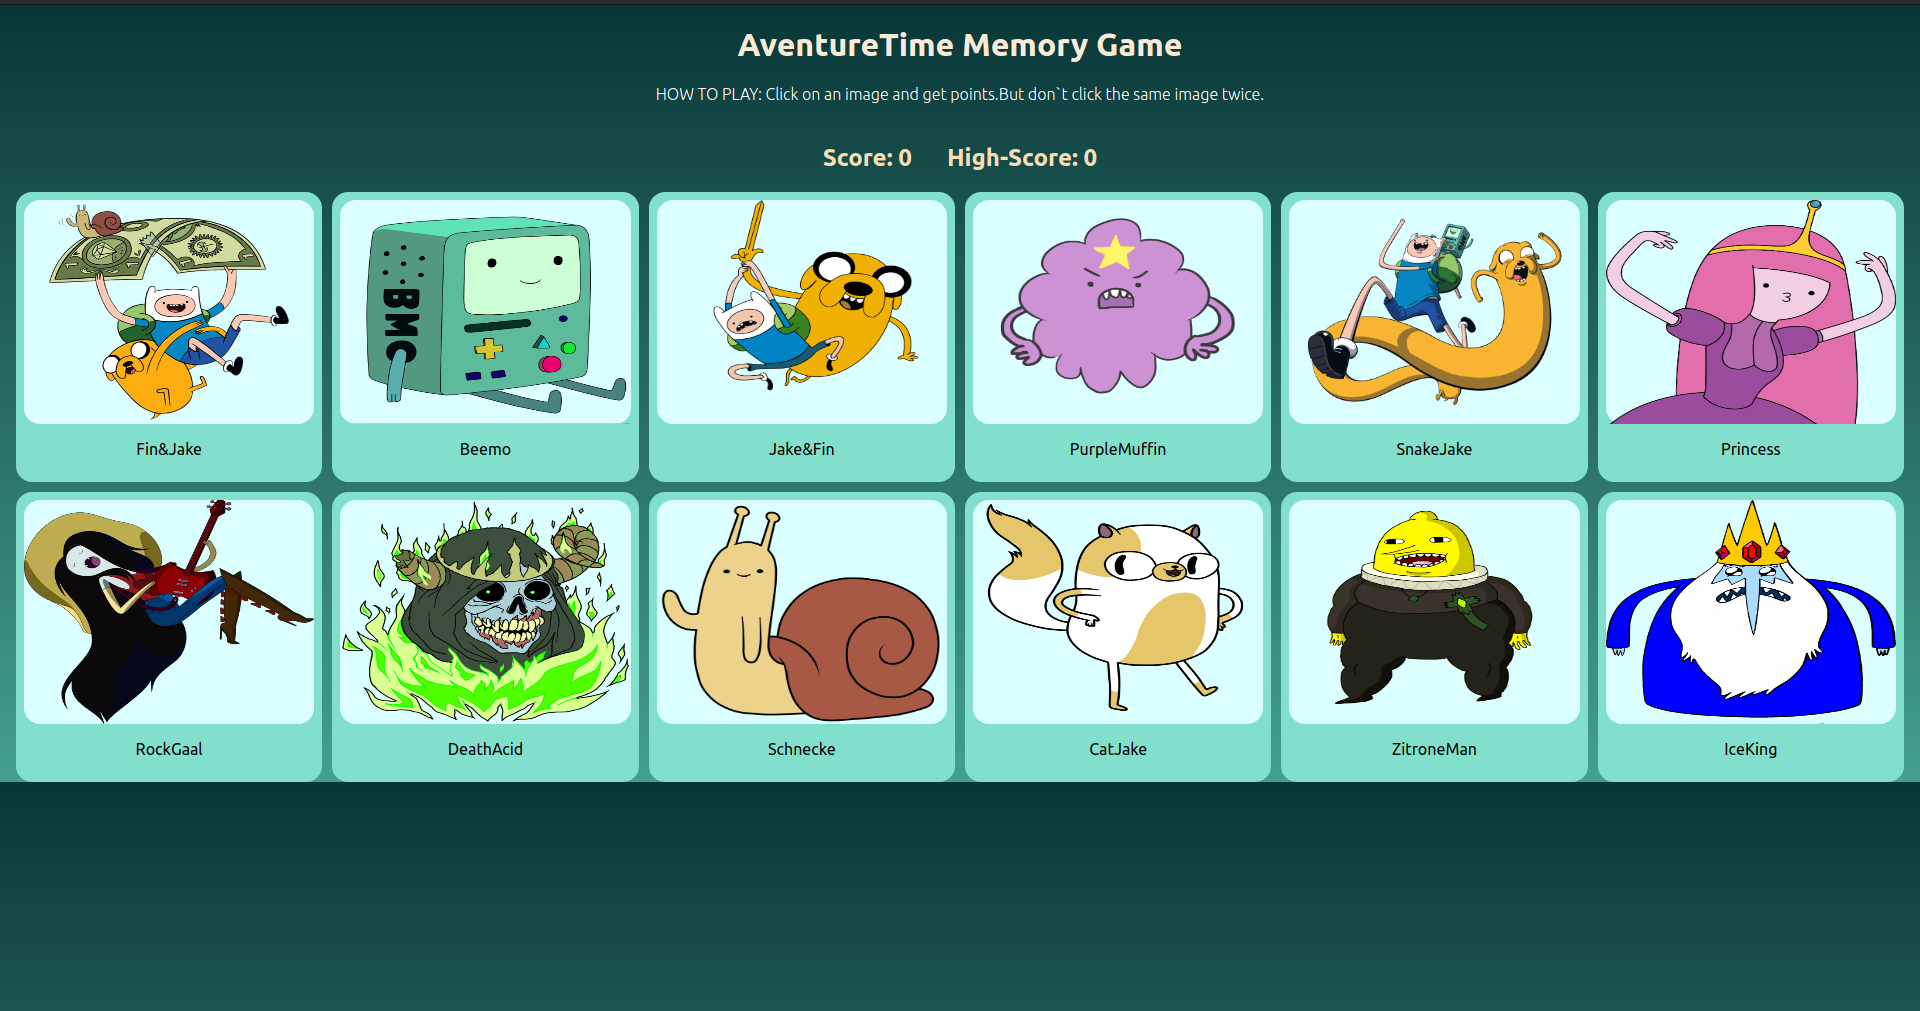 AventureTime Memory Game
HOW TO PLAY: Click on an image and get points.But don`t click the same image twice.
Score: 0 High-Score: 0
BMO
Fin&Jake Beemo Jake&Fin PurpleMuffin SnakeJake Princess
RockGaal DeathAcid Schnecke CatJake ZitroneMan IceKing